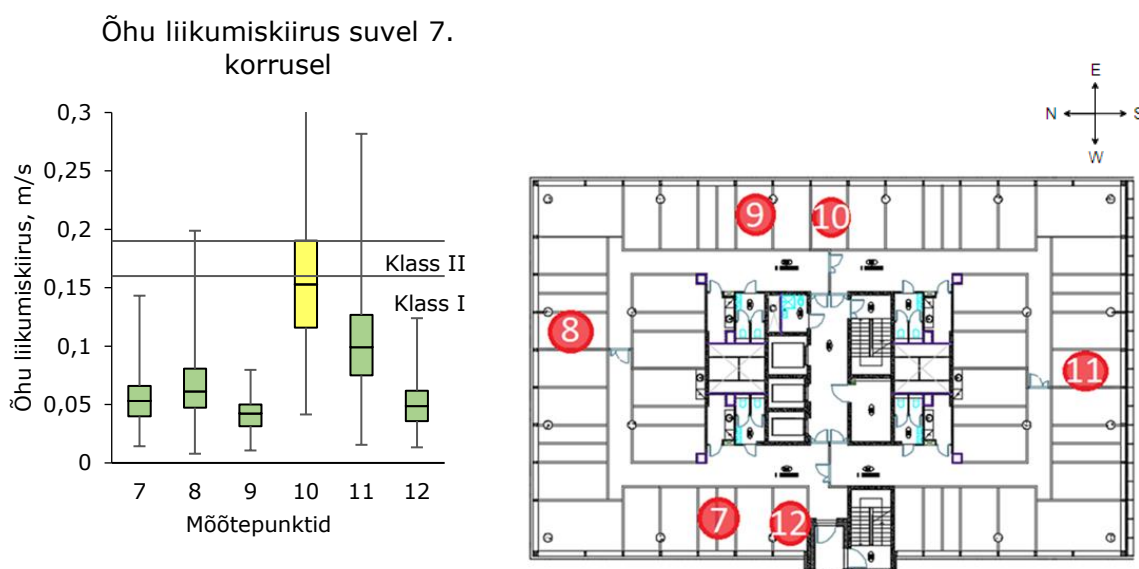 Õhu liikumiskiirus suvel 7.
korrusel
Õhu liikumiskiirus, m/s
0,3
0,25
0,2
0,15
0,1
0,05
0
Klass II
Klass I
7 8 9 10 11 12
Mõõtepunktid
E
N S
W
9 10
8
11
7 12